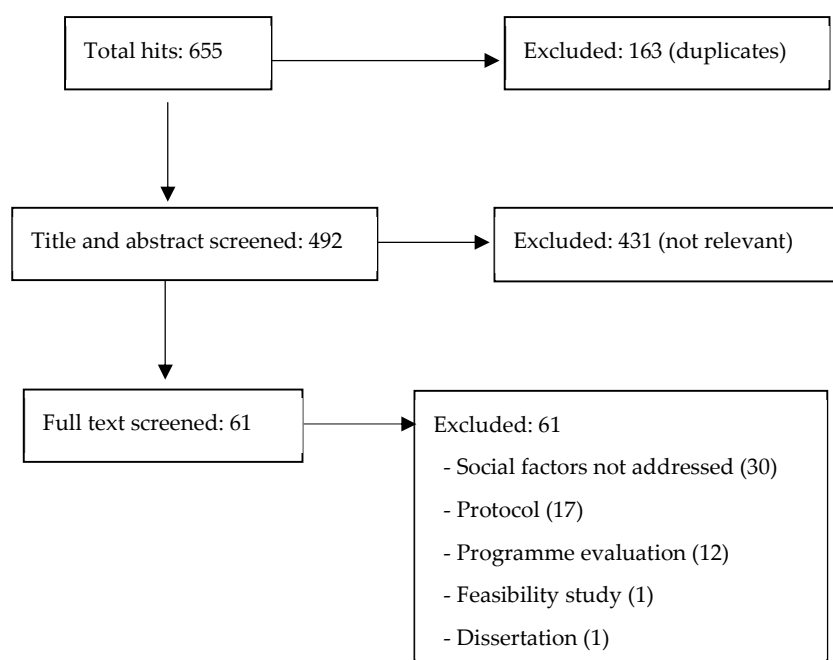 Total hits: 655
Excluded: 163 (duplicates)
Title and abstract screened: 492
Excluded: 431 (not relevant)
Full text screened: 61
Excluded: 61
- Social factors not addressed (30)
- Protocol (17)
- Programme evaluation (12)
- Feasibility study (1)
- Dissertation (1)